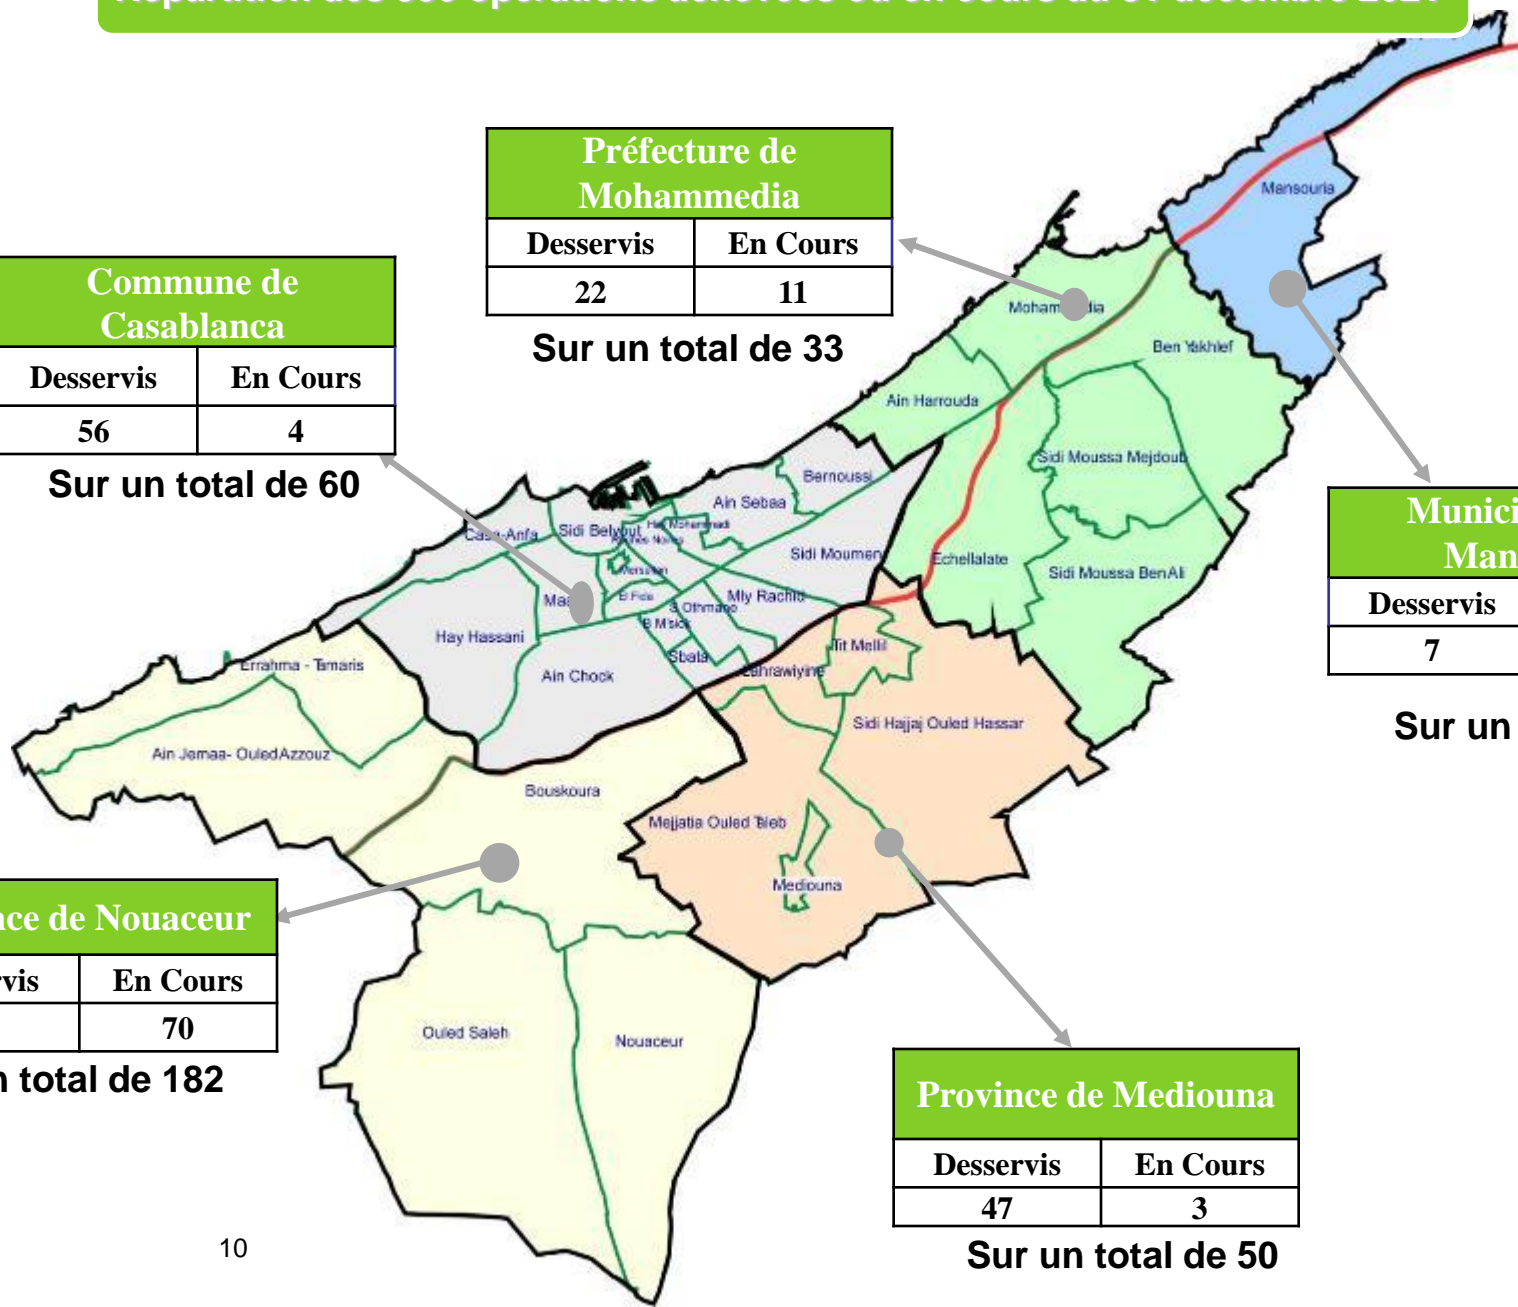 décembre
Préfecture de
Mohammedia
Desservis En Cours
22 11
Sur un total de 33
Commune de
Casablanca
Desservis En Cours
56 4
Sur un total de 60
Mansouria
Ben Yakhlef
Ain Harrouda
Sidi Moussa Mejdoub
Bernoussi
Ain Sebaa
Casa-Anfa
Sidi Belyout
Sidi Moumen
Echellalate
Sidi Moussa Ben Ali
El Fida
S Othmane
Mly Rachid
B M'sick
Hay Hassani
Sbata
Ain Chock
Tit Mellil
Errahma - Tamaris
Sidi Hajjaj Ouled Hassar
Ain Jemaa- Ouled Azzouz
Bouskoura
Mejjatia Ouled Taleb
Mediouna
Desservis
7
Sur un
de Nouaceur
En Cours
70
total de 182
Ouled Saleh
Nouaceur
Province de Mediouna
Desservis En Cours
47 3
Sur un total de 50
10